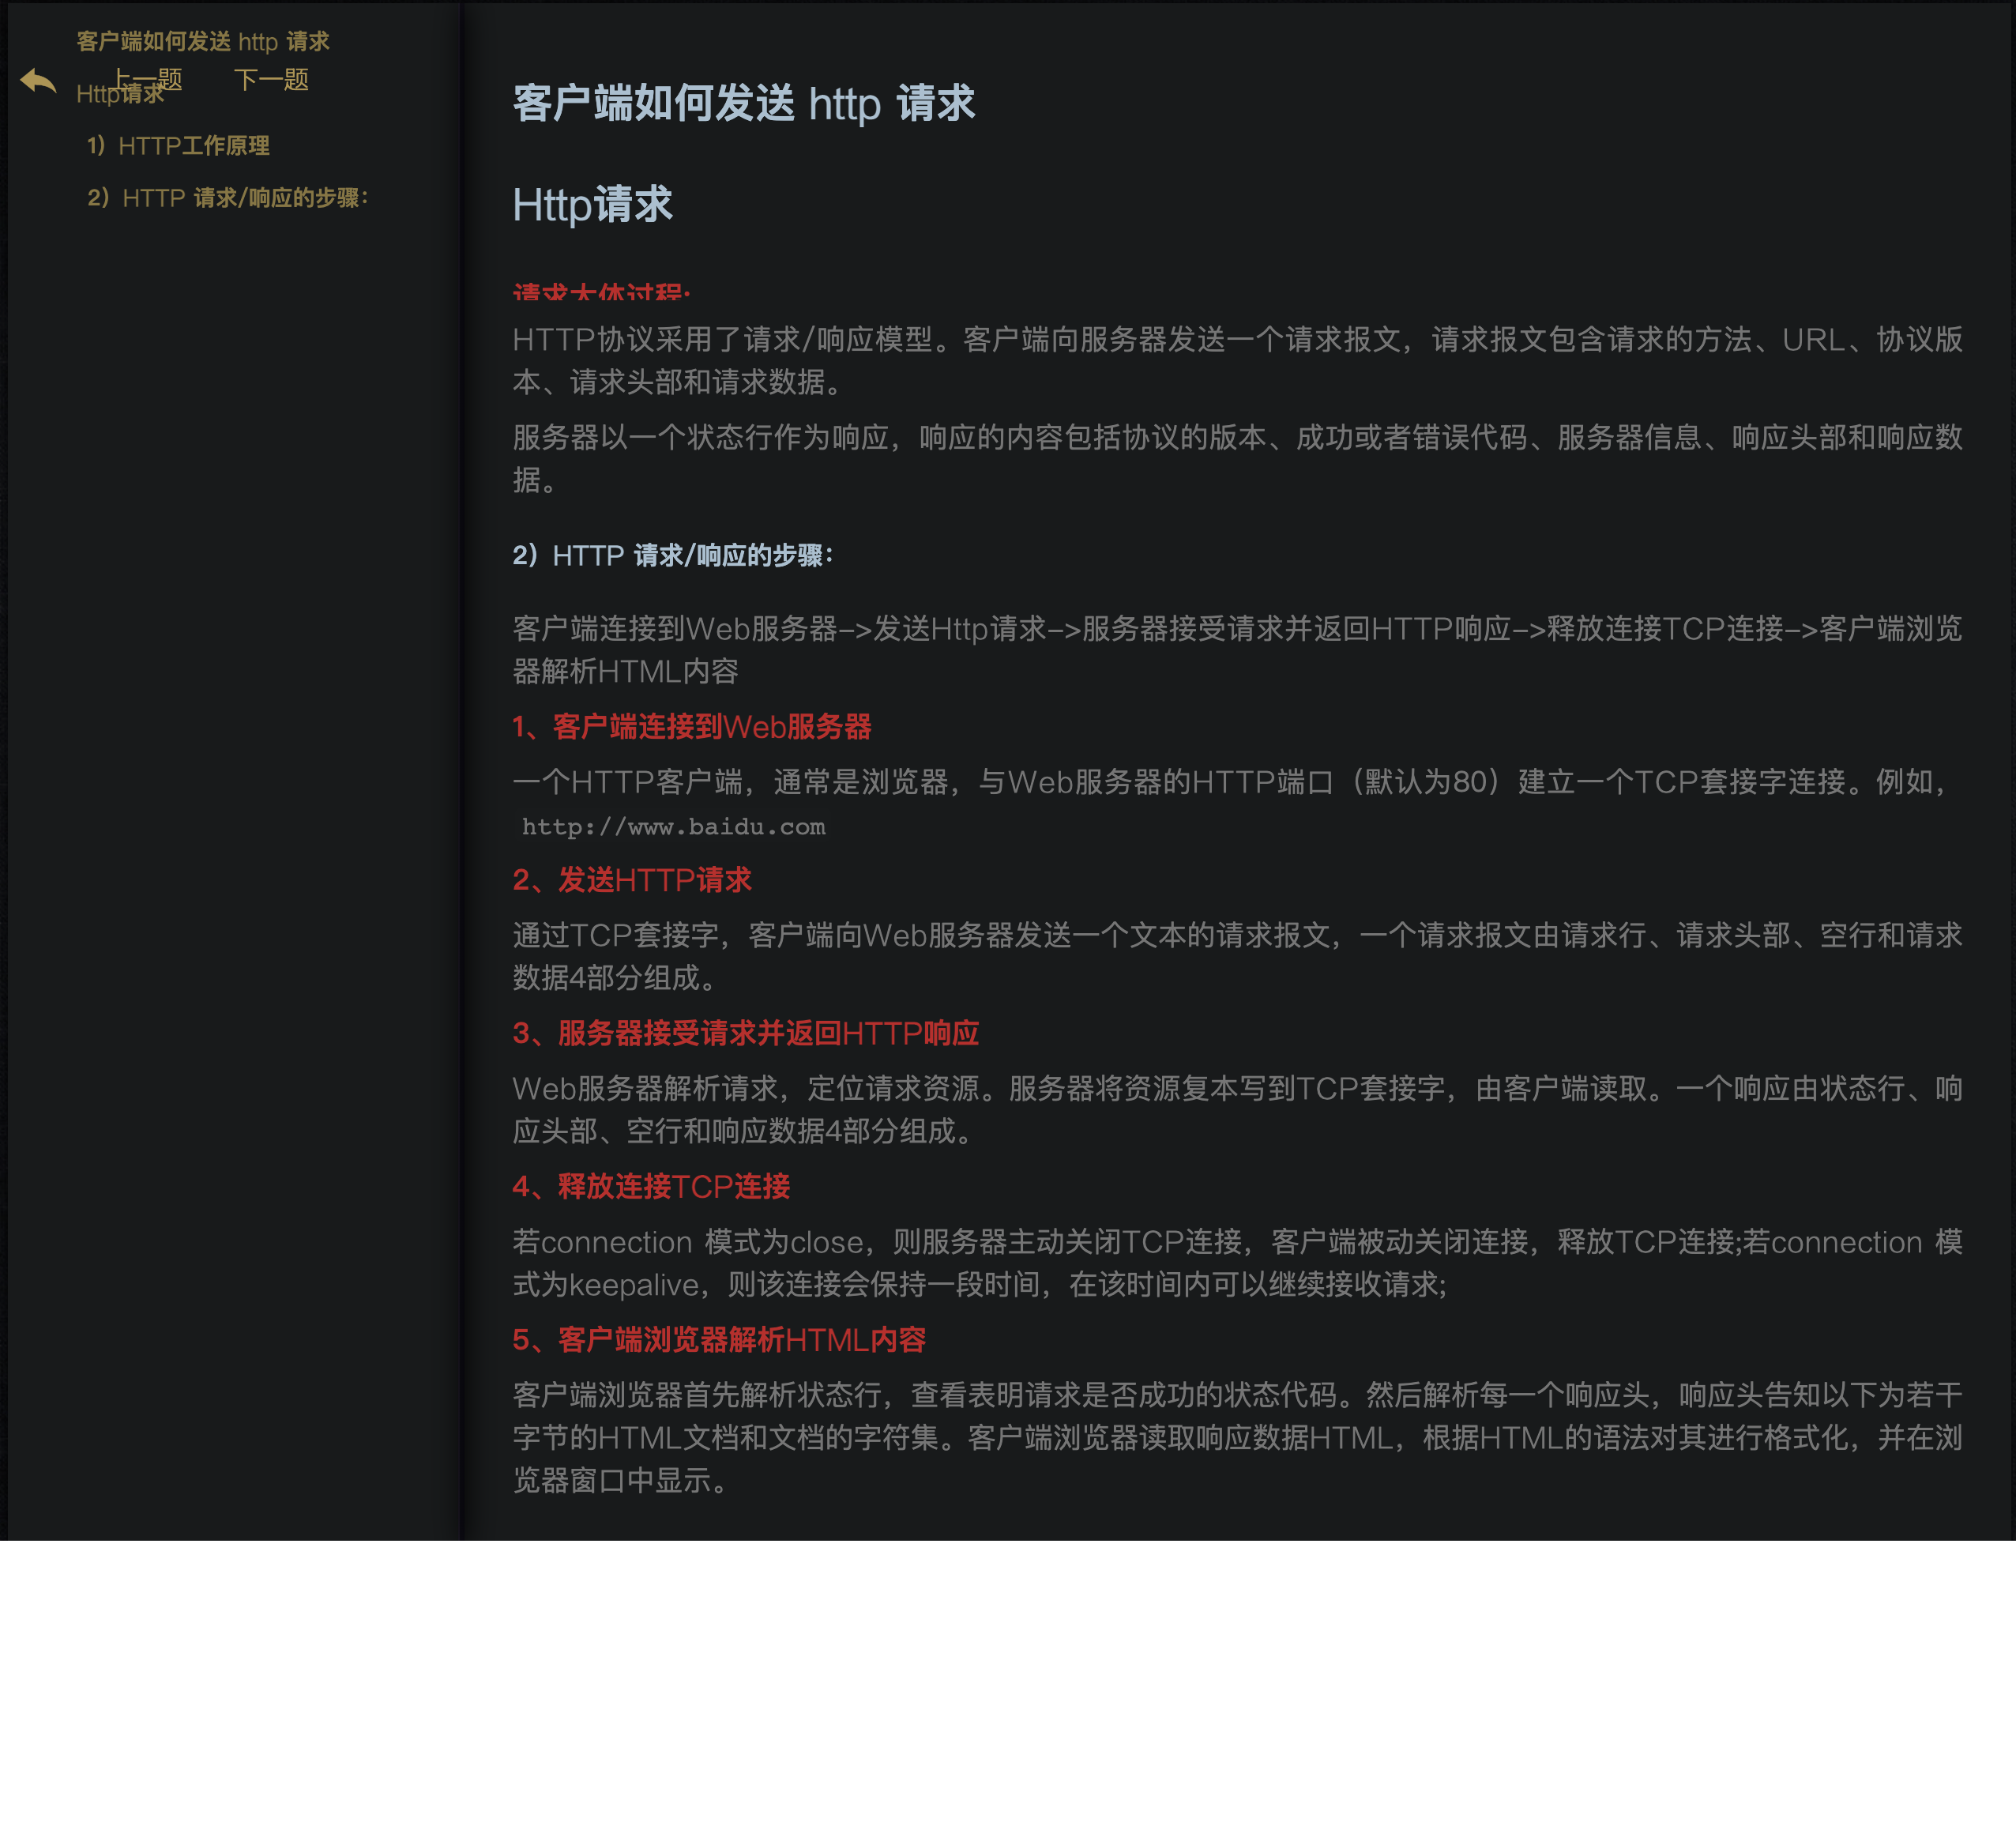 客户端如何发送 http 请求
上一题 下一题
Http请求
1）HTTP工作原理
2）HTTP 请求/响应的步骤：
客户端如何发送 http 请求
Http请求
请求大体过程:
HTTP协议采用了请求/响应模型。客户端向服务器发送一个请求报文，请求报文包含请求的方法、URL、协议版
本、请求头部和请求数据。
服务器以一个状态行作为响应，响应的内容包括协议的版本、成功或者错误代码、服务器信息、响应头部和响应数
据。
2）HTTP 请求/响应的步骤：
客户端连接到Web服务器–>发送Http请求–>服务器接受请求并返回HTTP响应–>释放连接TCP连接–>客户端浏览
器解析HTML内容
1、客户端连接到Web服务器
一个HTTP客户端，通常是浏览器，与Web服务器的HTTP端口（默认为80）建立一个TCP套接字连接。例如，
http://www.baidu.com
2、发送HTTP请求
通过TCP套接字，客户端向Web服务器发送一个文本的请求报文，一个请求报文由请求行、请求头部、空行和请求
数据4部分组成。
3、服务器接受请求并返回HTTP响应
Web服务器解析请求，定位请求资源。服务器将资源复本写到TCP套接字，由客户端读取。一个响应由状态行、响
应头部、空行和响应数据4部分组成。
4、释放连接TCP连接
若connection 模式为close，则服务器主动关闭TCP连接，客户端被动关闭连接，释放TCP连接;若connection 模
式为keepalive，则该连接会保持一段时间，在该时间内可以继续接收请求;
5、客户端浏览器解析HTML内容
客户端浏览器首先解析状态行，查看表明请求是否成功的状态代码。然后解析每一个响应头，响应头告知以下为若干
字节的HTML文档和文档的字符集。客户端浏览器读取响应数据HTML，根据HTML的语法对其进行格式化，并在浏
览器窗口中显示。